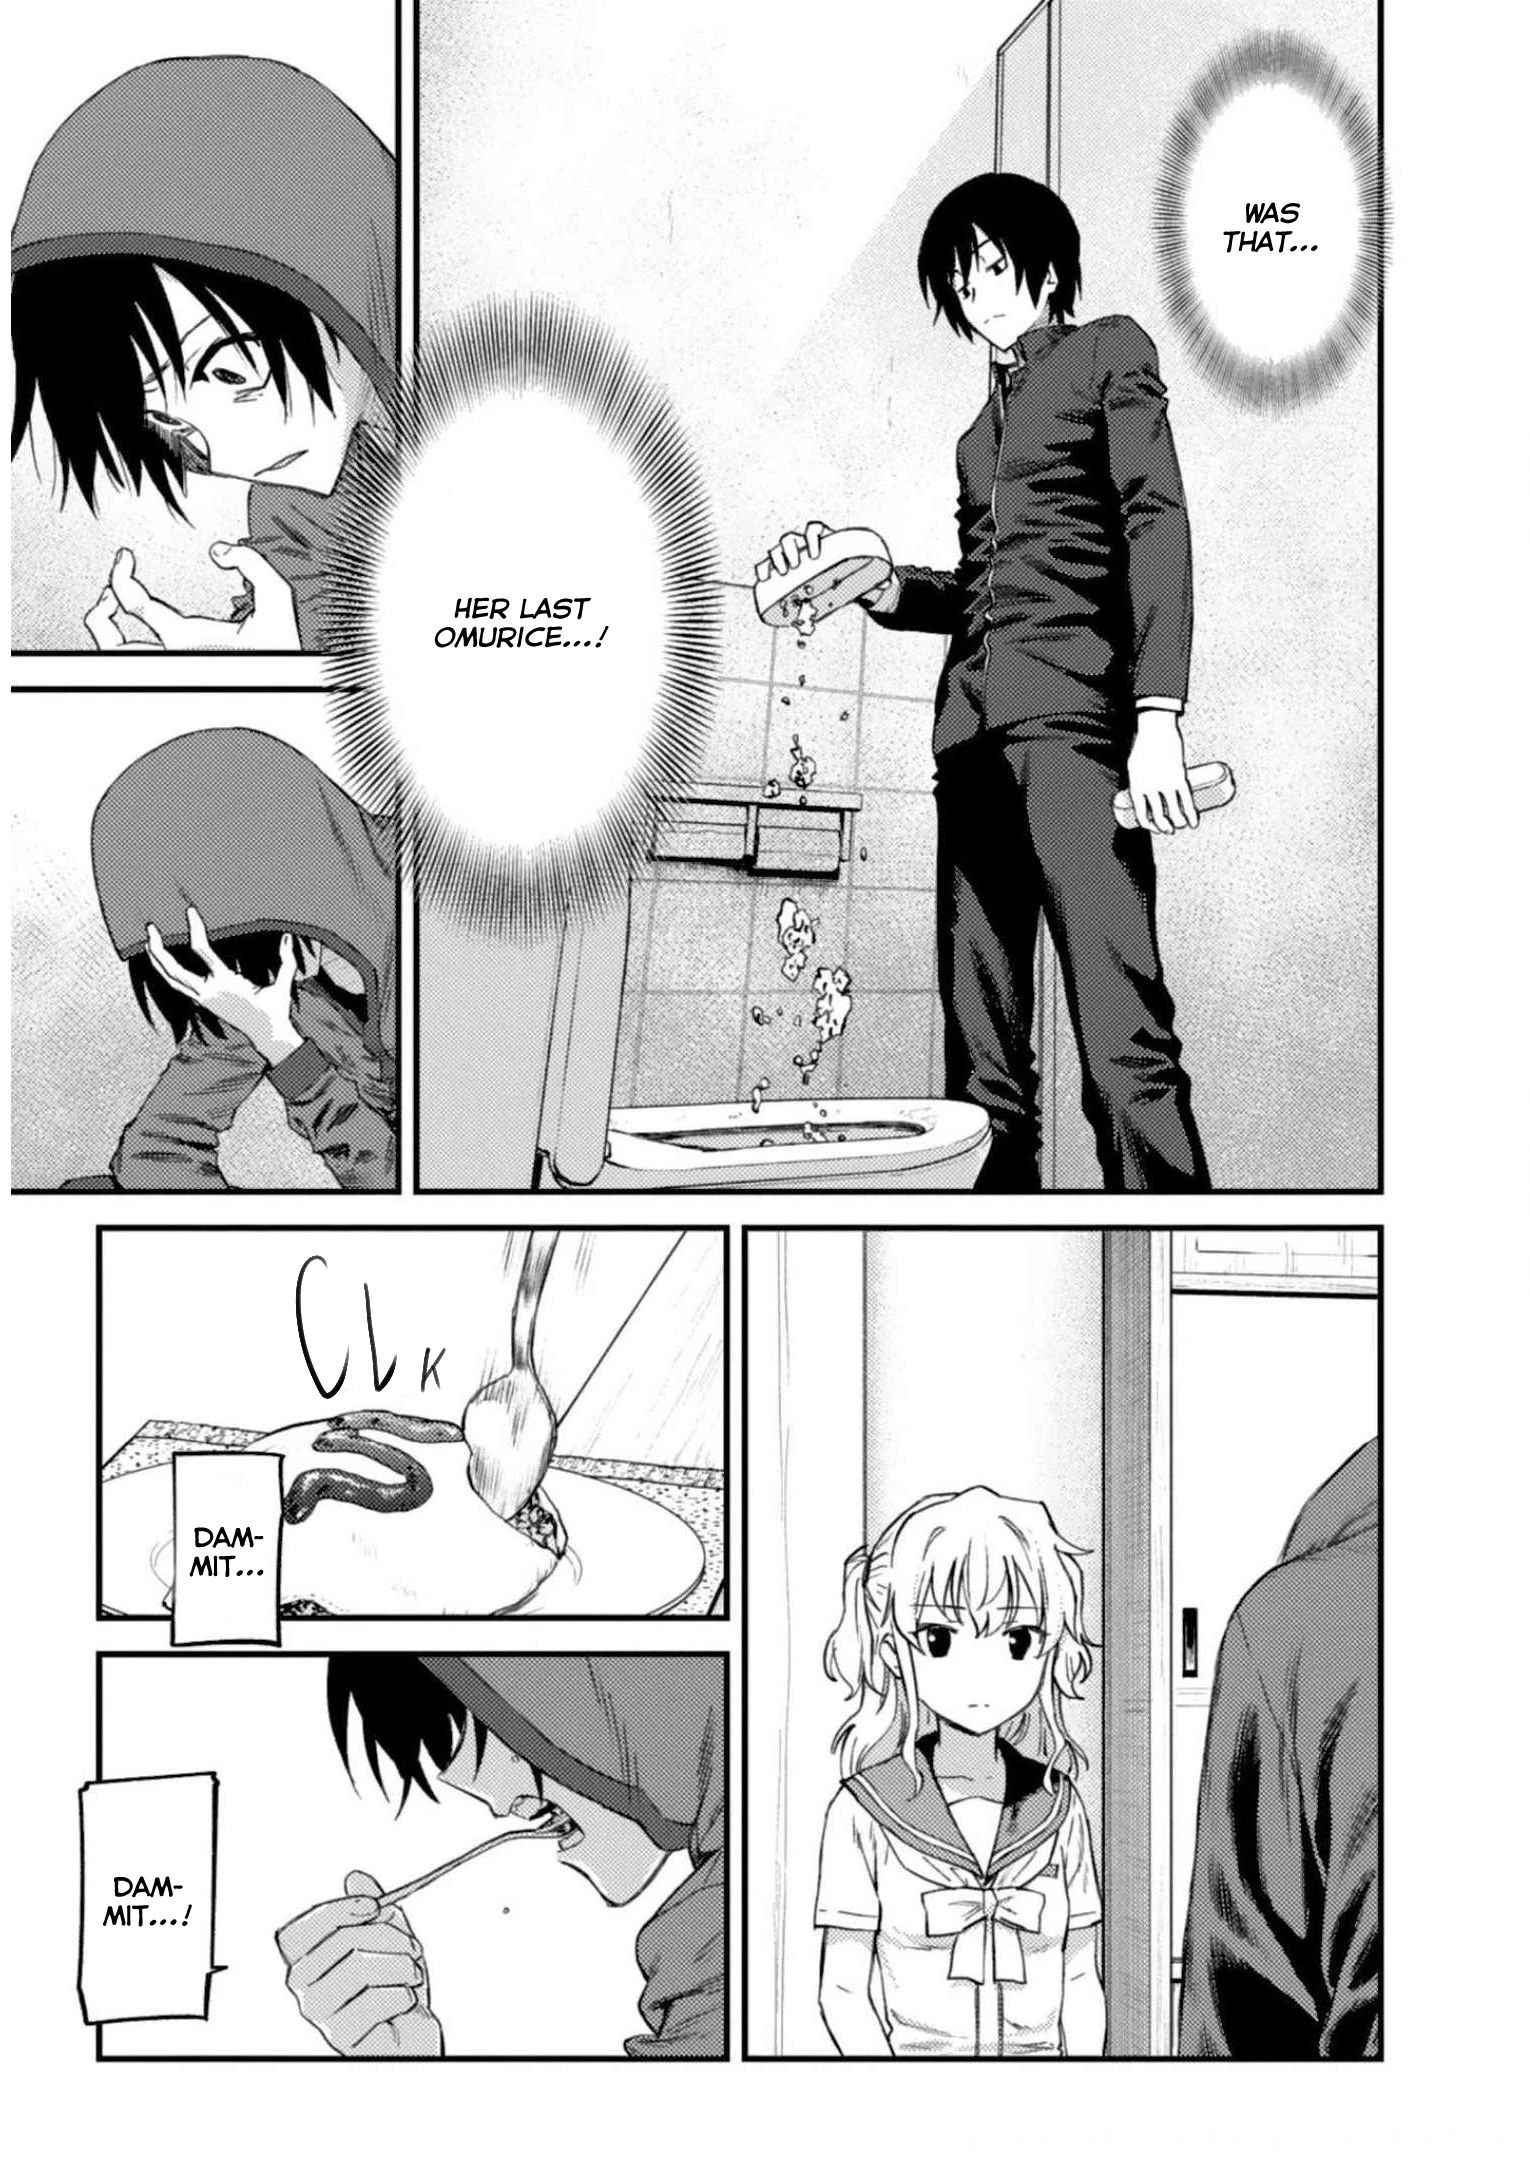 WAS
THAT...
HER LAST
OMURICE...!
CLK
DAM-
MIT...
DAM-
MIT...!